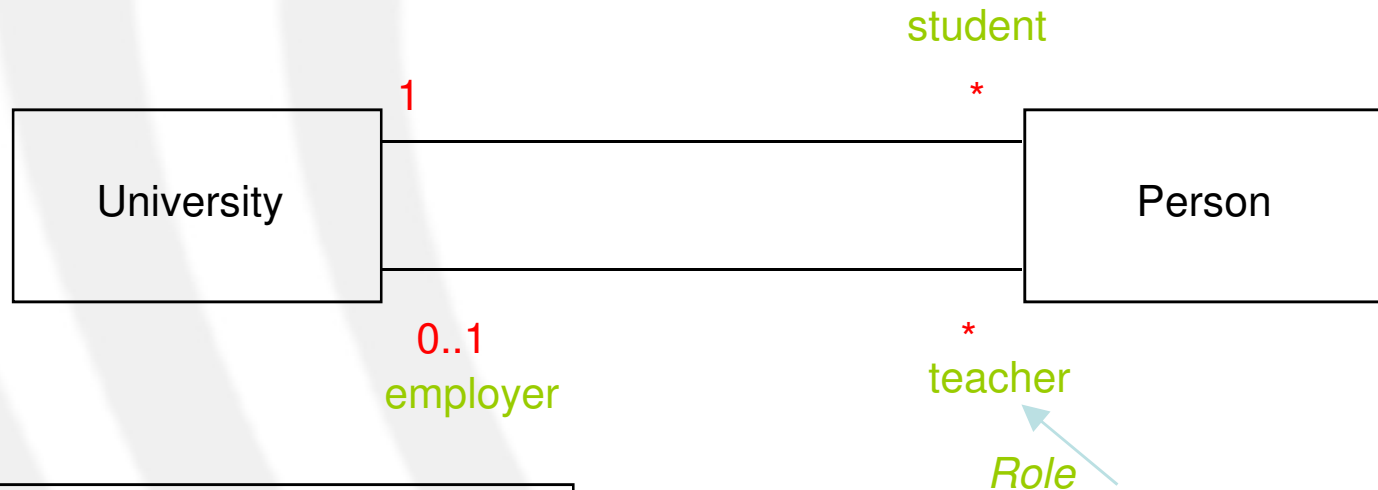 student
1 *
University Person
0..1 *
employer teacher
Role